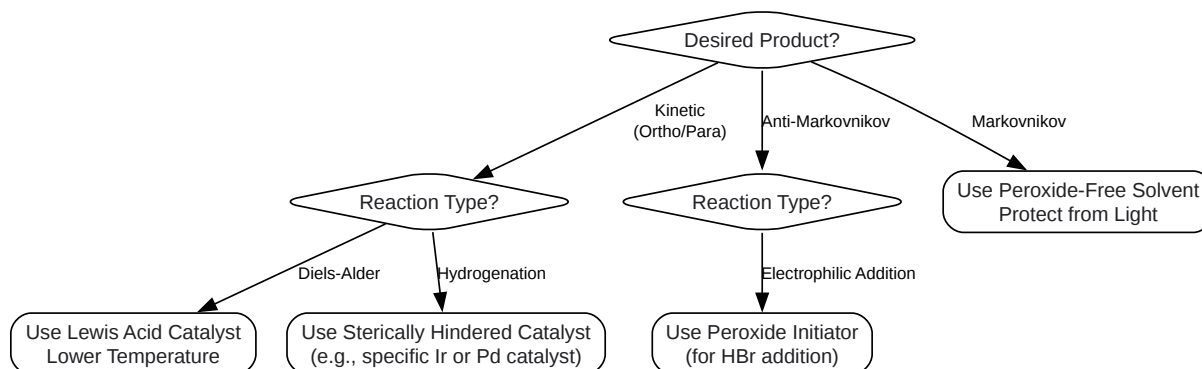 Desired Product?
Kinetic
(Ortho/Para)
Anti-Markovnikov
Markovnikov
Reaction Type?
Reaction Type?
Use Peroxide-Free Solvent
Protect from Light
Diels-Alder
Hydrogenation
Electrophilic Addition
Use Lewis Acid Catalyst
Lower Temperature
Use Sterically Hindered Catalyst
(e.g., specific Ir or Pd catalyst)
Use Peroxide Initiator
(for HBr addition)